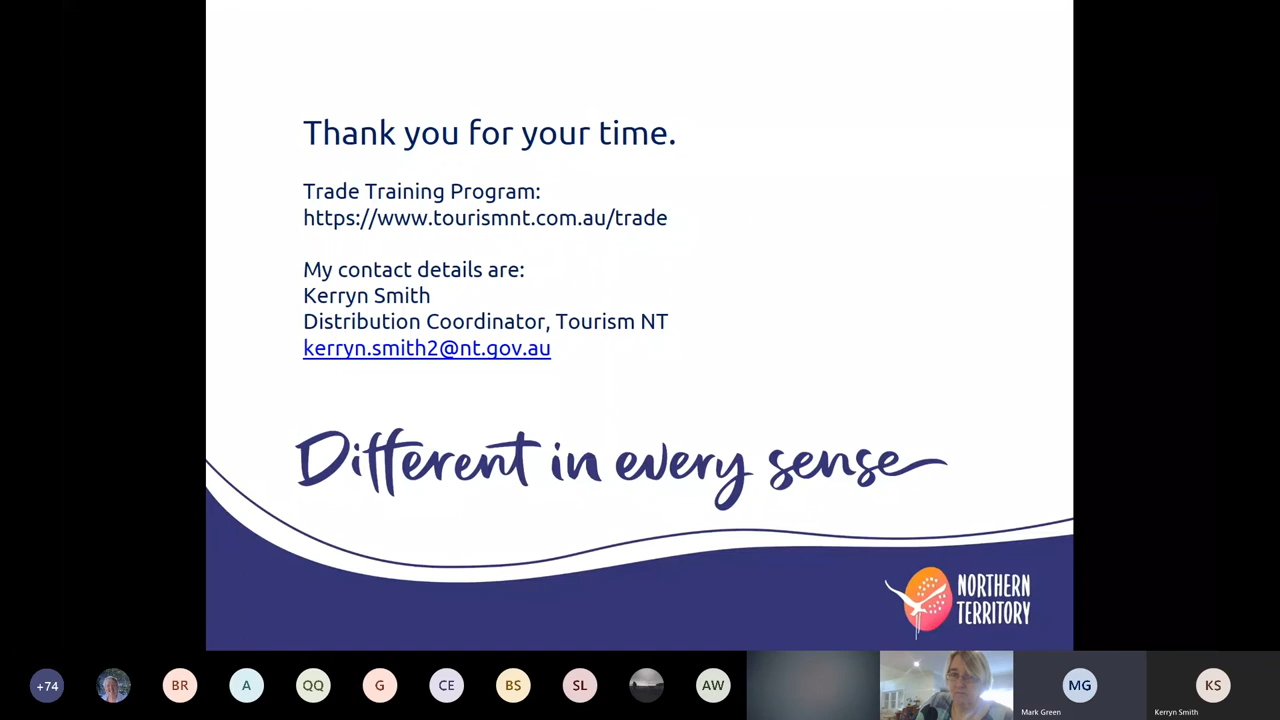 Thank you for your time.
Trade Training Program:
https://www.tourismnt.com.au/trade
My contact details are:
Kerryn Smith
Distribution Coordinator, Tourism NT
kerryn.smith2@nt.gov.au
Different in every sense
NORTHERN
TERRITORY
+74
BR
A
QQ
G
CE
BS
SL
AW
MG
KS
Mark Green
Kerryn Smith